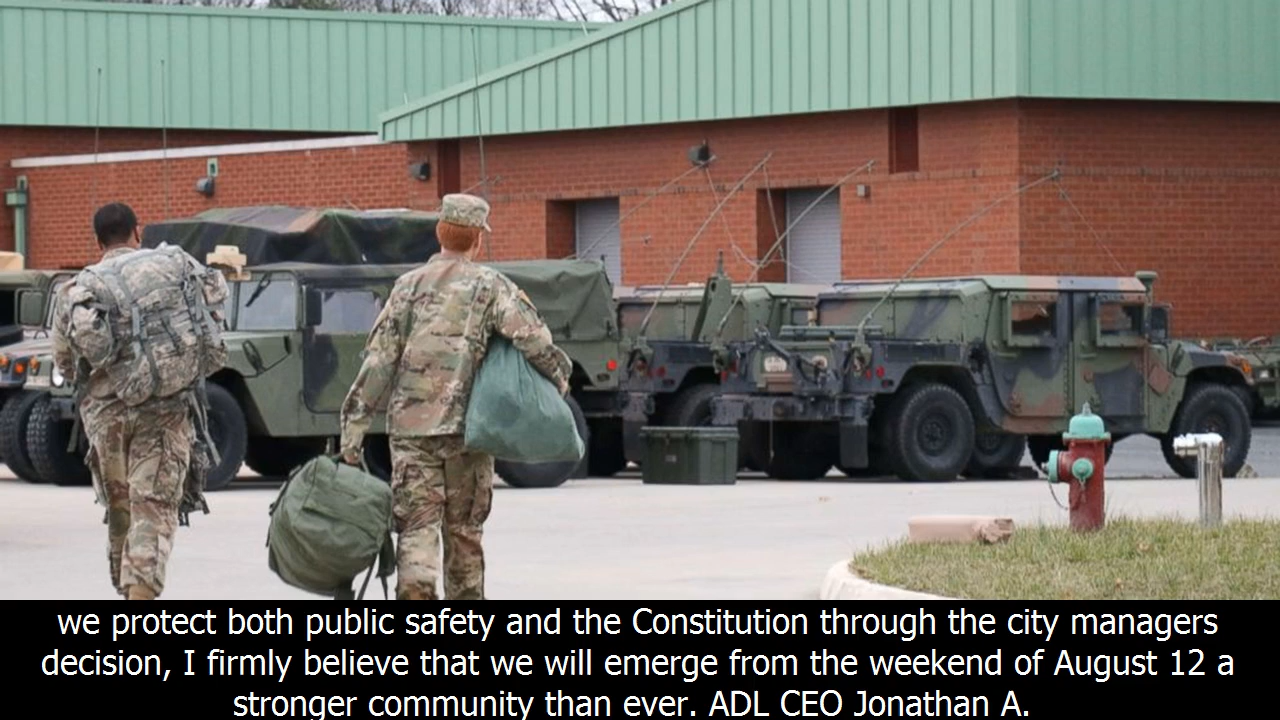 we protect both public safety and the Constitution through the city managers
decision, I firmly believe that we will emerge from the weekend of August 12 a
stronger community than ever. ADL CEO Jonathan A.